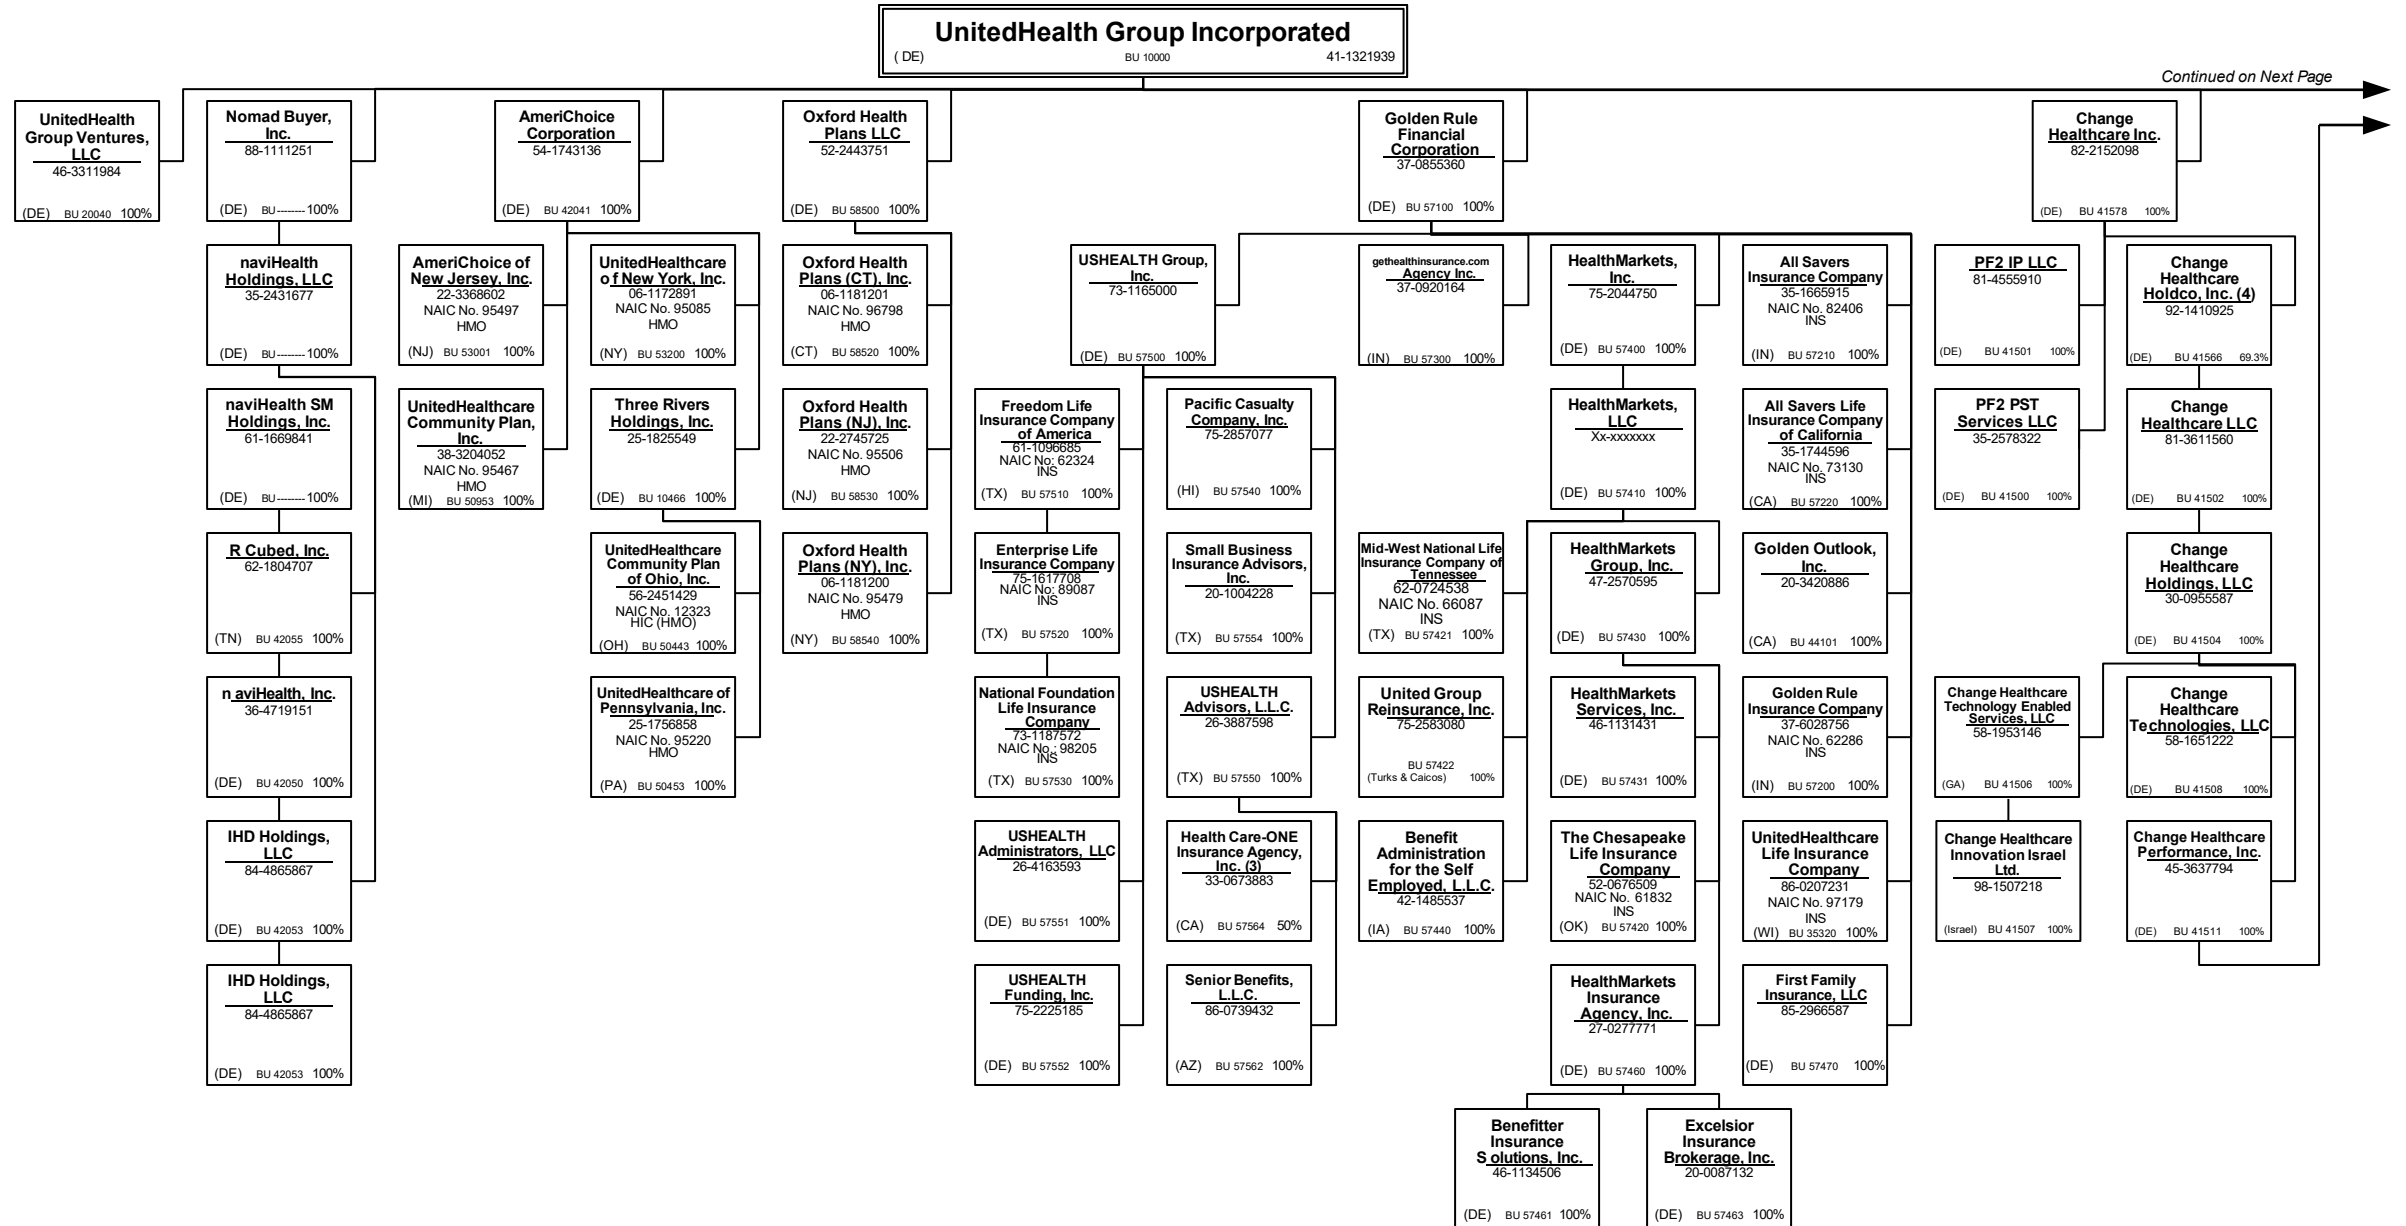 UnitedHealth Group Incorporated
( DE) BU 10000 41-1321939
Continued on Next Page
UnitedHealth
Group Ventures,
LLC
46-3311984
(DE) BU 20040 100%
Nomad Buyer,
Inc.
88-1111251
(DE) BU -------- 100%
AmeriChoice
Corporation
54-1743136
(DE) BU 42041 100%
Oxford Health
Plans LLC
52-2443751
(DE) BU 58500 100%
Golden Rule
Financial
Corporation
37-0855360
(DE) BU 57100 100%
Change
Healthcare Inc.
82-2152098
(DE) BU 41578 100%
naviHealth
Holdings, LLC
35-2431677
(DE) BU -------- 100%
AmeriChoice of
New Jersey, Inc.
22-3368602
NAIC No. 95497
HMO
(NJ) BU 53001 100%
UnitedHealthcare
of New York, Inc.
06-1172891
NAIC No. 95085
HMO
(NY) BU 53200 100%
Oxford Health
Plans (CT), Inc.
06-1181201
NAIC No. 96798
HMO
(CT) BU 58520 100%
USHEALTH Group,
Inc.
73-1165000
(DE) BU 57500 100%
gethealthinsurance.com
Agency Inc.
37-0920164
(IN) BU 57300 100%
HealthMarkets,
Inc.
75-2044750
(DE) BU 57400 100%
All Savers
Insurance Company
35-1665915
NAIC No. 82406
INS
(IN) BU 57210 100%
PF2 IP LLC
81-4555910
(DE) BU 41501 100%
Change
Healthcare
Holdco, Inc. (4)
92-1410925
(DE) BU 41566 69.3%
naviHealth SM
Holdings, Inc.
61-1669841
(DE) BU -------- 100%
UnitedHealthcare
Community Plan,
Inc.
38-3204052
NAIC No. 95467
HMO
(MI) BU 50953 100%
Three Rivers
Holdings, Inc.
25-1825549
(DE) BU 10466 100%
Oxford Health
Plans (NJ), Inc.
22-2745725
NAIC No. 95506
HMO
(NJ) BU 58530 100%
Freedom Life
Insurance Company
of America
61-1096685
NAIC No: 62324
INS
(TX) BU 57510 100%
Pacific Casualty
Company, Inc.
75-2857077
(HI) BU 57540 100%
HealthMarkets,
LLC
Xx-xxxxxxx
(DE) BU 57410 100%
All Savers Life
Insurance Company
of California
35-1744596
NAIC No. 73130
INS
(CA) BU 57220 100%
PF2 PST
Services LLC
35-2578322
(DE) BU 41500 100%
Change
Healthcare LLC
81-3611560
(DE) BU 41502 100%
R Cubed, Inc.
62-1804707
(TN) BU 42055 100%
UnitedHealthcare
Community Plan
of Ohio, Inc.
56-2451429
NAIC No. 12323
HIC (HMO)
(OH) BU 50443 100%
Oxford Health
Plans (NY), Inc.
06-1181200
NAIC No. 95479
HMO
(NY) BU 58540 100%
Enterprise Life
Insurance Company
75-1617708
NAIC No: 89087
INS
(TX) BU 57520 100%
Small Business
Insurance Advisors,
Inc.
20-1004228
(TX) BU 57554 100%
Mid-West National Life
Insurance Company of
Tennessee
62-0724538
NAIC No. 66087
INS
(TX) BU 57421 100%
HealthMarkets
Group, Inc.
47-2570595
(DE) BU 57430 100%
Golden Outlook,
Inc.
20-3420886
(CA) BU 44101 100%
Change
Healthcare
Holdings, LLC
30-0955587
(DE) BU 41504 100%
n aviHealth, Inc.
36-4719151
(DE) BU 42050 100%
UnitedHealthcare of
Pennsylvania, Inc.
25-1756858
NAIC No. 95220
HMO
(PA) BU 50453 100%
National Foundation
Life Insurance
Company
73-1187572
NAIC No.: 98205
INS
(TX) BU 57530 100%
USHEALTH
Advisors, L.L.C.
26-3887598
(TX) BU 57550 100%
United Group
Reinsurance, Inc.
75-2583080
BU 57422
(Turks & Caicos) 100%
HealthMarkets
Services, Inc.
46-1131431
(DE) BU 57431 100%
Golden Rule
Insurance Company
37-6028756
NAIC No. 62286
INS
(IN) BU 57200 100%
Change Healthcare
Technology Enabled
Services, LLC
58-1953146
(GA) BU 41506 100%
Change
Healthcare
Technologies, LLC
58-1651222
(DE) BU 41508 100%
IHD Holdings,
LLC
84-4865867
(DE) BU 42053 100%
USHEALTH
Administrators, LLC
26-4163593
(DE) BU 57551 100%
Health Care-ONE
Insurance Agency,
Inc. (3)
33-0673883
(CA) BU 57564 50%
Benefit
Administration
for the Self
Employed, L.L.C.
42-1485537
(IA) BU 57440 100%
The Chesapeake
Life Insurance
Company
52-0676509
NAIC No. 61832
INS
(OK) BU 57420 100%
UnitedHealthcare
Life Insurance
Company
86-0207231
NAIC No. 97179
INS
(WI) BU 35320 100%
Change Healthcare
Innovation Israel
Ltd.
98-1507218
(Israel) BU 41507 100%
Change Healthcare
Performance, Inc.
45-3637794
(DE) BU 41511 100%
IHD Holdings,
LLC
84-4865867
(DE) BU 42053 100%
USHEALTH
Funding, Inc.
75-2225185
(DE) BU 57552 100%
Senior Benefits,
L.L.C.
86-0739432
(AZ) BU 57562 100%
HealthMarkets
Insurance
Agency, Inc.
27-0277771
(DE) BU 57460 100%
First Family
Insurance, LLC
85-2966587
(DE) BU 57470 100%
Benefitter
Insurance
S olutions, Inc.
46-1134506
(DE) BU 57461 100%
Excelsior
Insurance
Brokerage, Inc.
20-0087132
(DE) BU 57463 100%